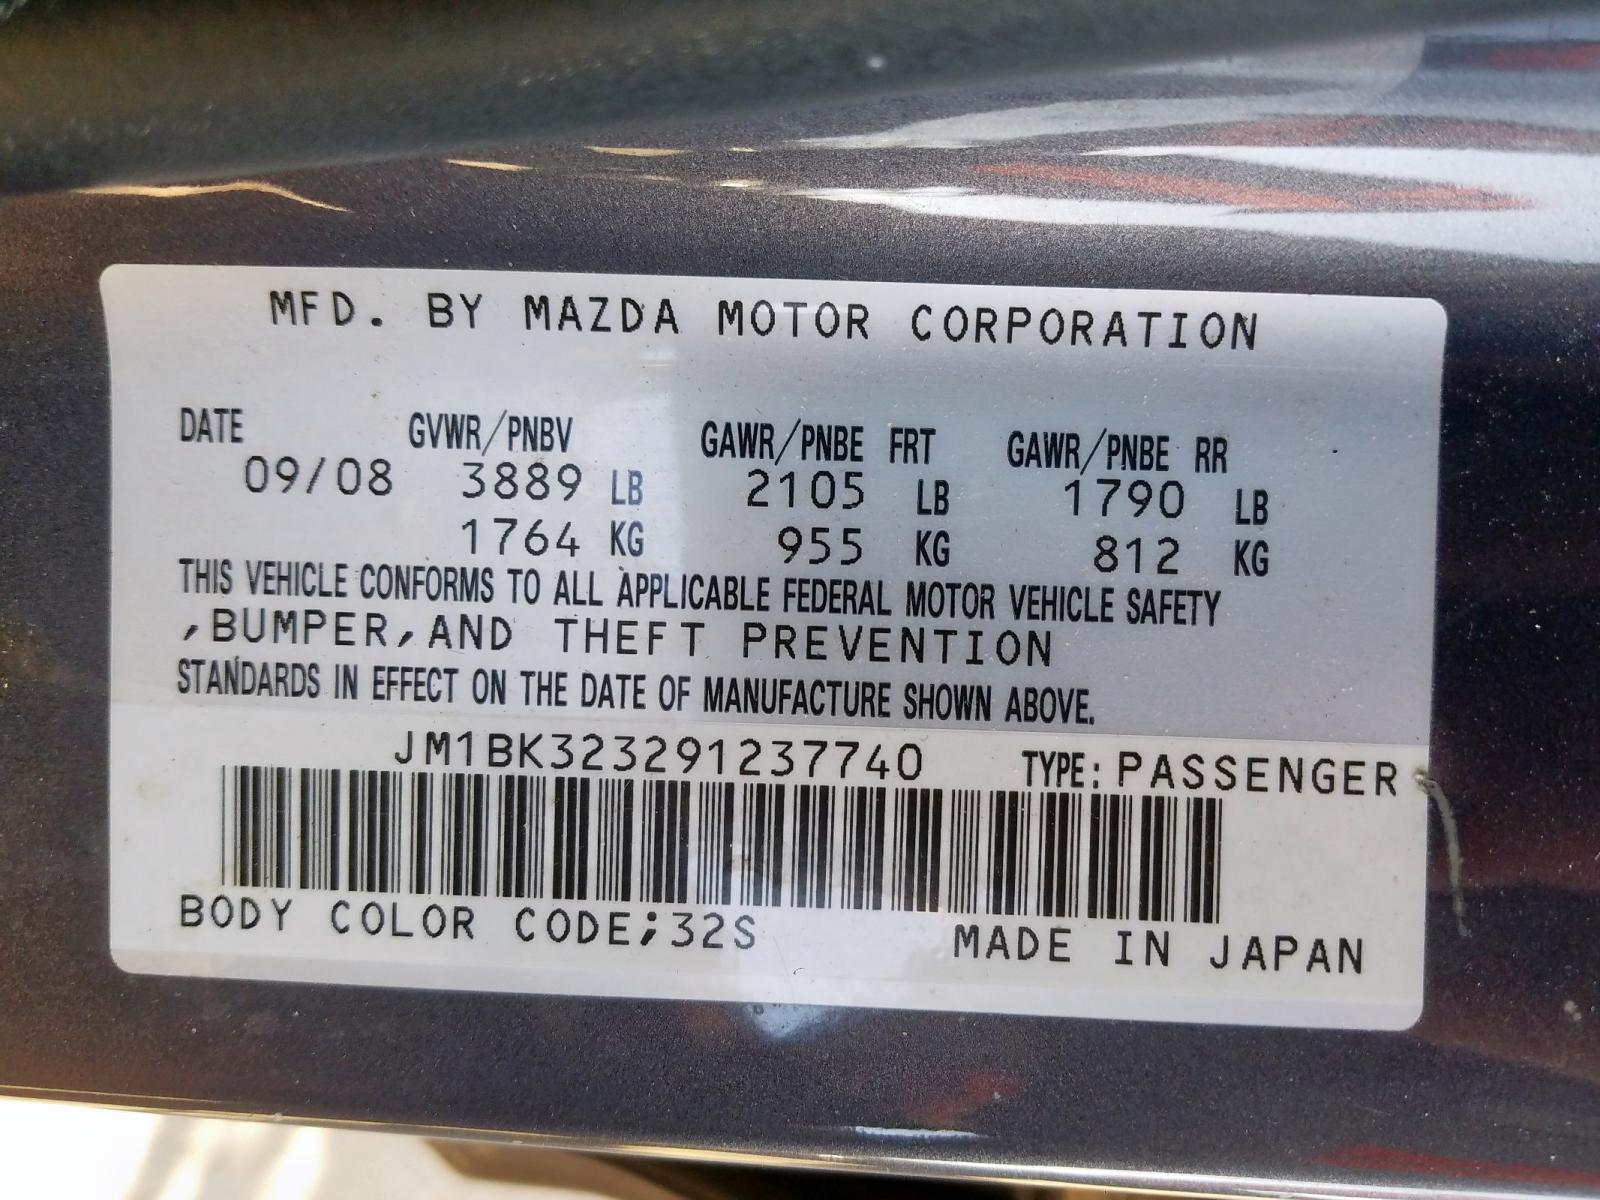 MFD. BY MAZDA MOTOR CORPORATION
DATE GVWR/PNBV GAWR/PNBE FRT GAWR/PNBE RR
09/08 3889 LB 2105 LB 1790 LB
1764 KG 955 KG 812 KG
THIS VEHICLE CONFORMS TO ALL APPLICABLE FEDERAL MOTOR VEHICLE SAFETY
,BUMPER,AND THEFT PREVENTION
STANDARDS IN EFFECT ON THE DATE OF MANUFACTURE SHOWN ABOVE.
JM1BK323291237740 TYPE: PASSENGER
BODY COLOR CODE;32S MADE IN JAPAN